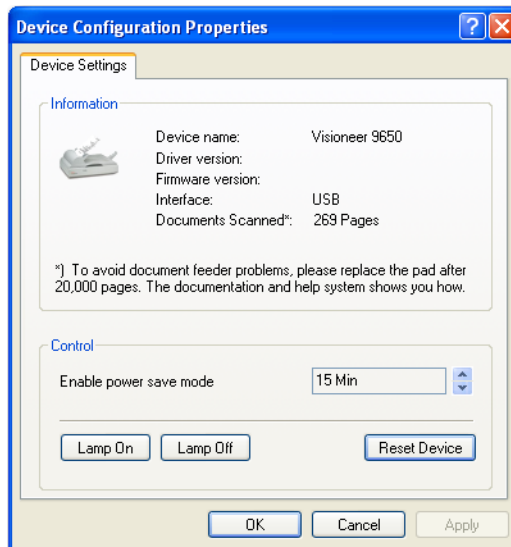 Device Configuration Properties
Device Settings
Information
Device name: Visioneer 9650
Driver version:
Firmware version:
Interface: USB
Documents Scanned*: 269 Pages
*) To avoid document feeder problems, please replace the pad after
20,000 pages. The documentation and help system shows you how.
Control
Enable power save mode 15 Min
Lamp On Lamp Off Reset Device
OK Cancel Apply